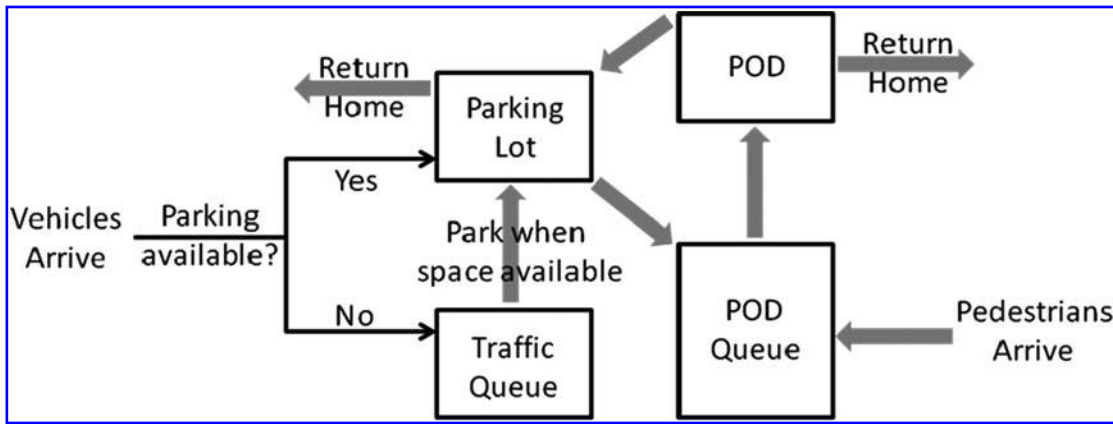 Return
Home
Parking
Lot
POD
Return
Home
Vehicles
Arrive
Parking
available?
Yes
No
Park when
space available
Traffic
Queue
POD
Queue
Pedestrians
Arrive